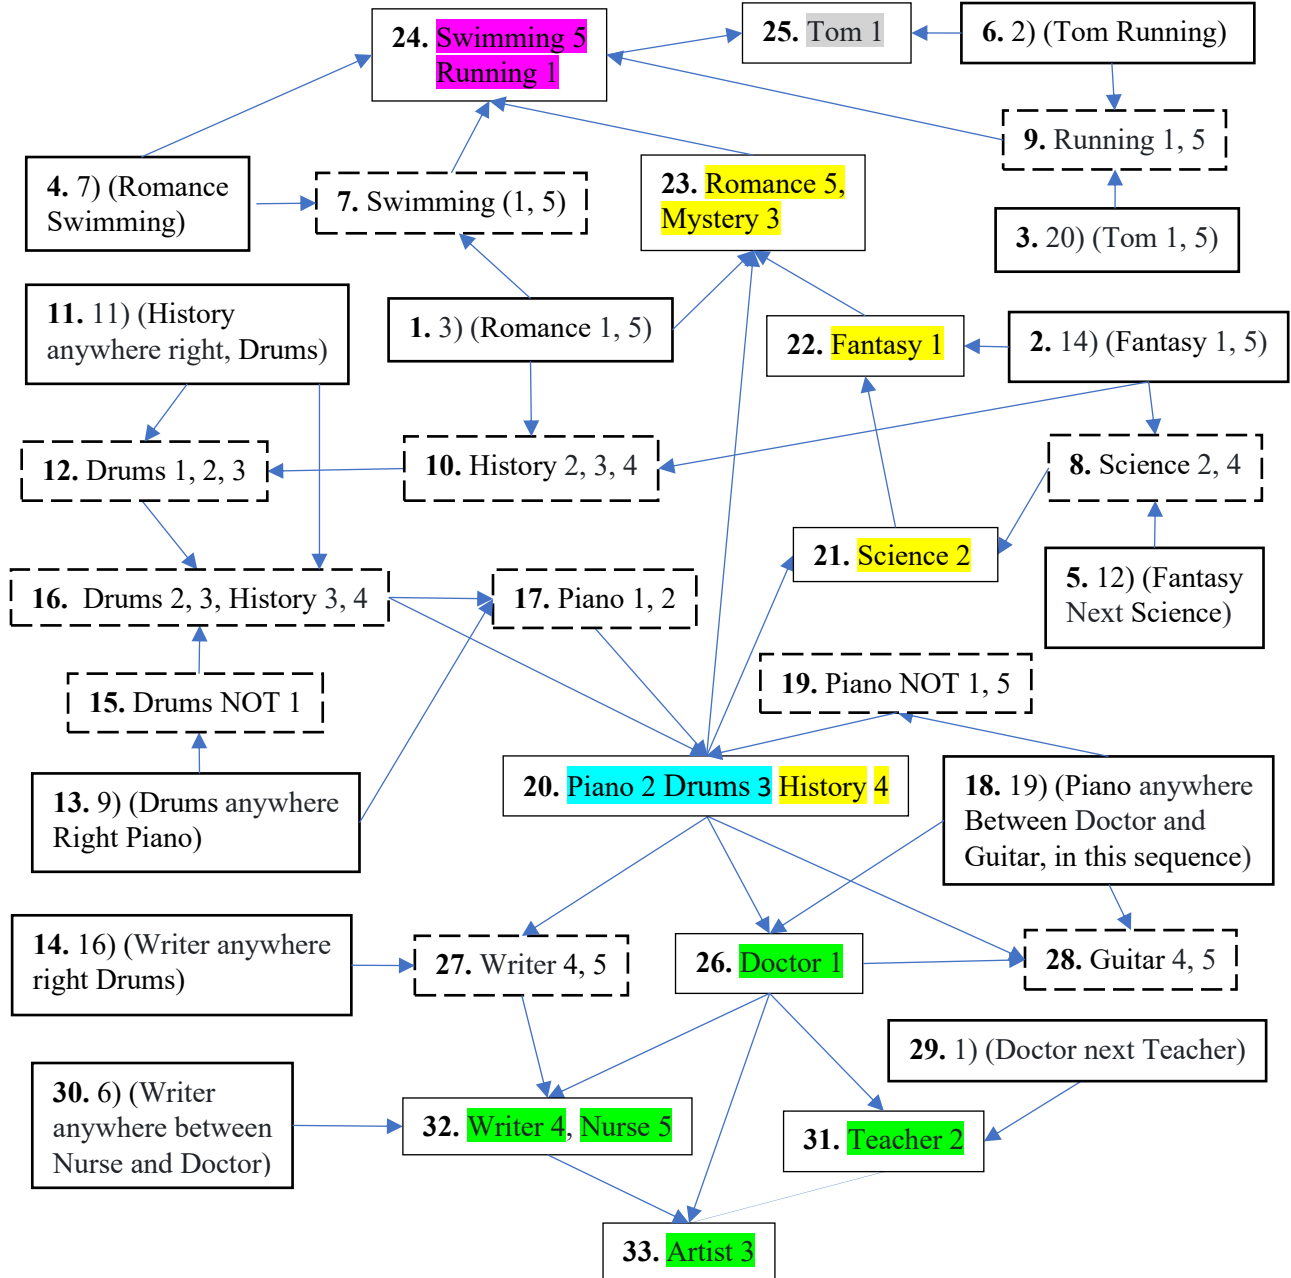 24. Swimming 5
Running 1
25. Tom 1
6. 2) (Tom Running)
9. Running 1, 5
4. 7) (Romance
Swimming)
7. Swimming (1, 5)
23. Romance 5,
Mystery 3
3. 20) (Tom 1, 5)
11. 11) (History
anywhere right, Drums)
1. 3) (Romance 1, 5)
22. Fantasy 1
2. 14) (Fantasy 1, 5)
12. Drums 1, 2, 3
10. History 2, 3, 4
8. Science 2, 4
21. Science 2
5. 12) (Fantasy
Next Science)
16. Drums 2, 3, History 3, 4
17. Piano 1, 2
15. Drums NOT 1
19. Piano NOT 1, 5
13. 9) (Drums anywhere
Right Piano)
20. Piano 2 Drums 3 History 4
18. 19) (Piano anywhere
Between Doctor and
Guitar, in this sequence)
14. 16) (Writer anywhere
right Drums)
27. Writer 4, 5
26. Doctor 1
28. Guitar 4, 5
29. 1) (Doctor next Teacher)
30. 6) (Writer
anywhere between
Nurse and Doctor)
32. Writer 4, Nurse 5
31. Teacher 2
33. Artist 3